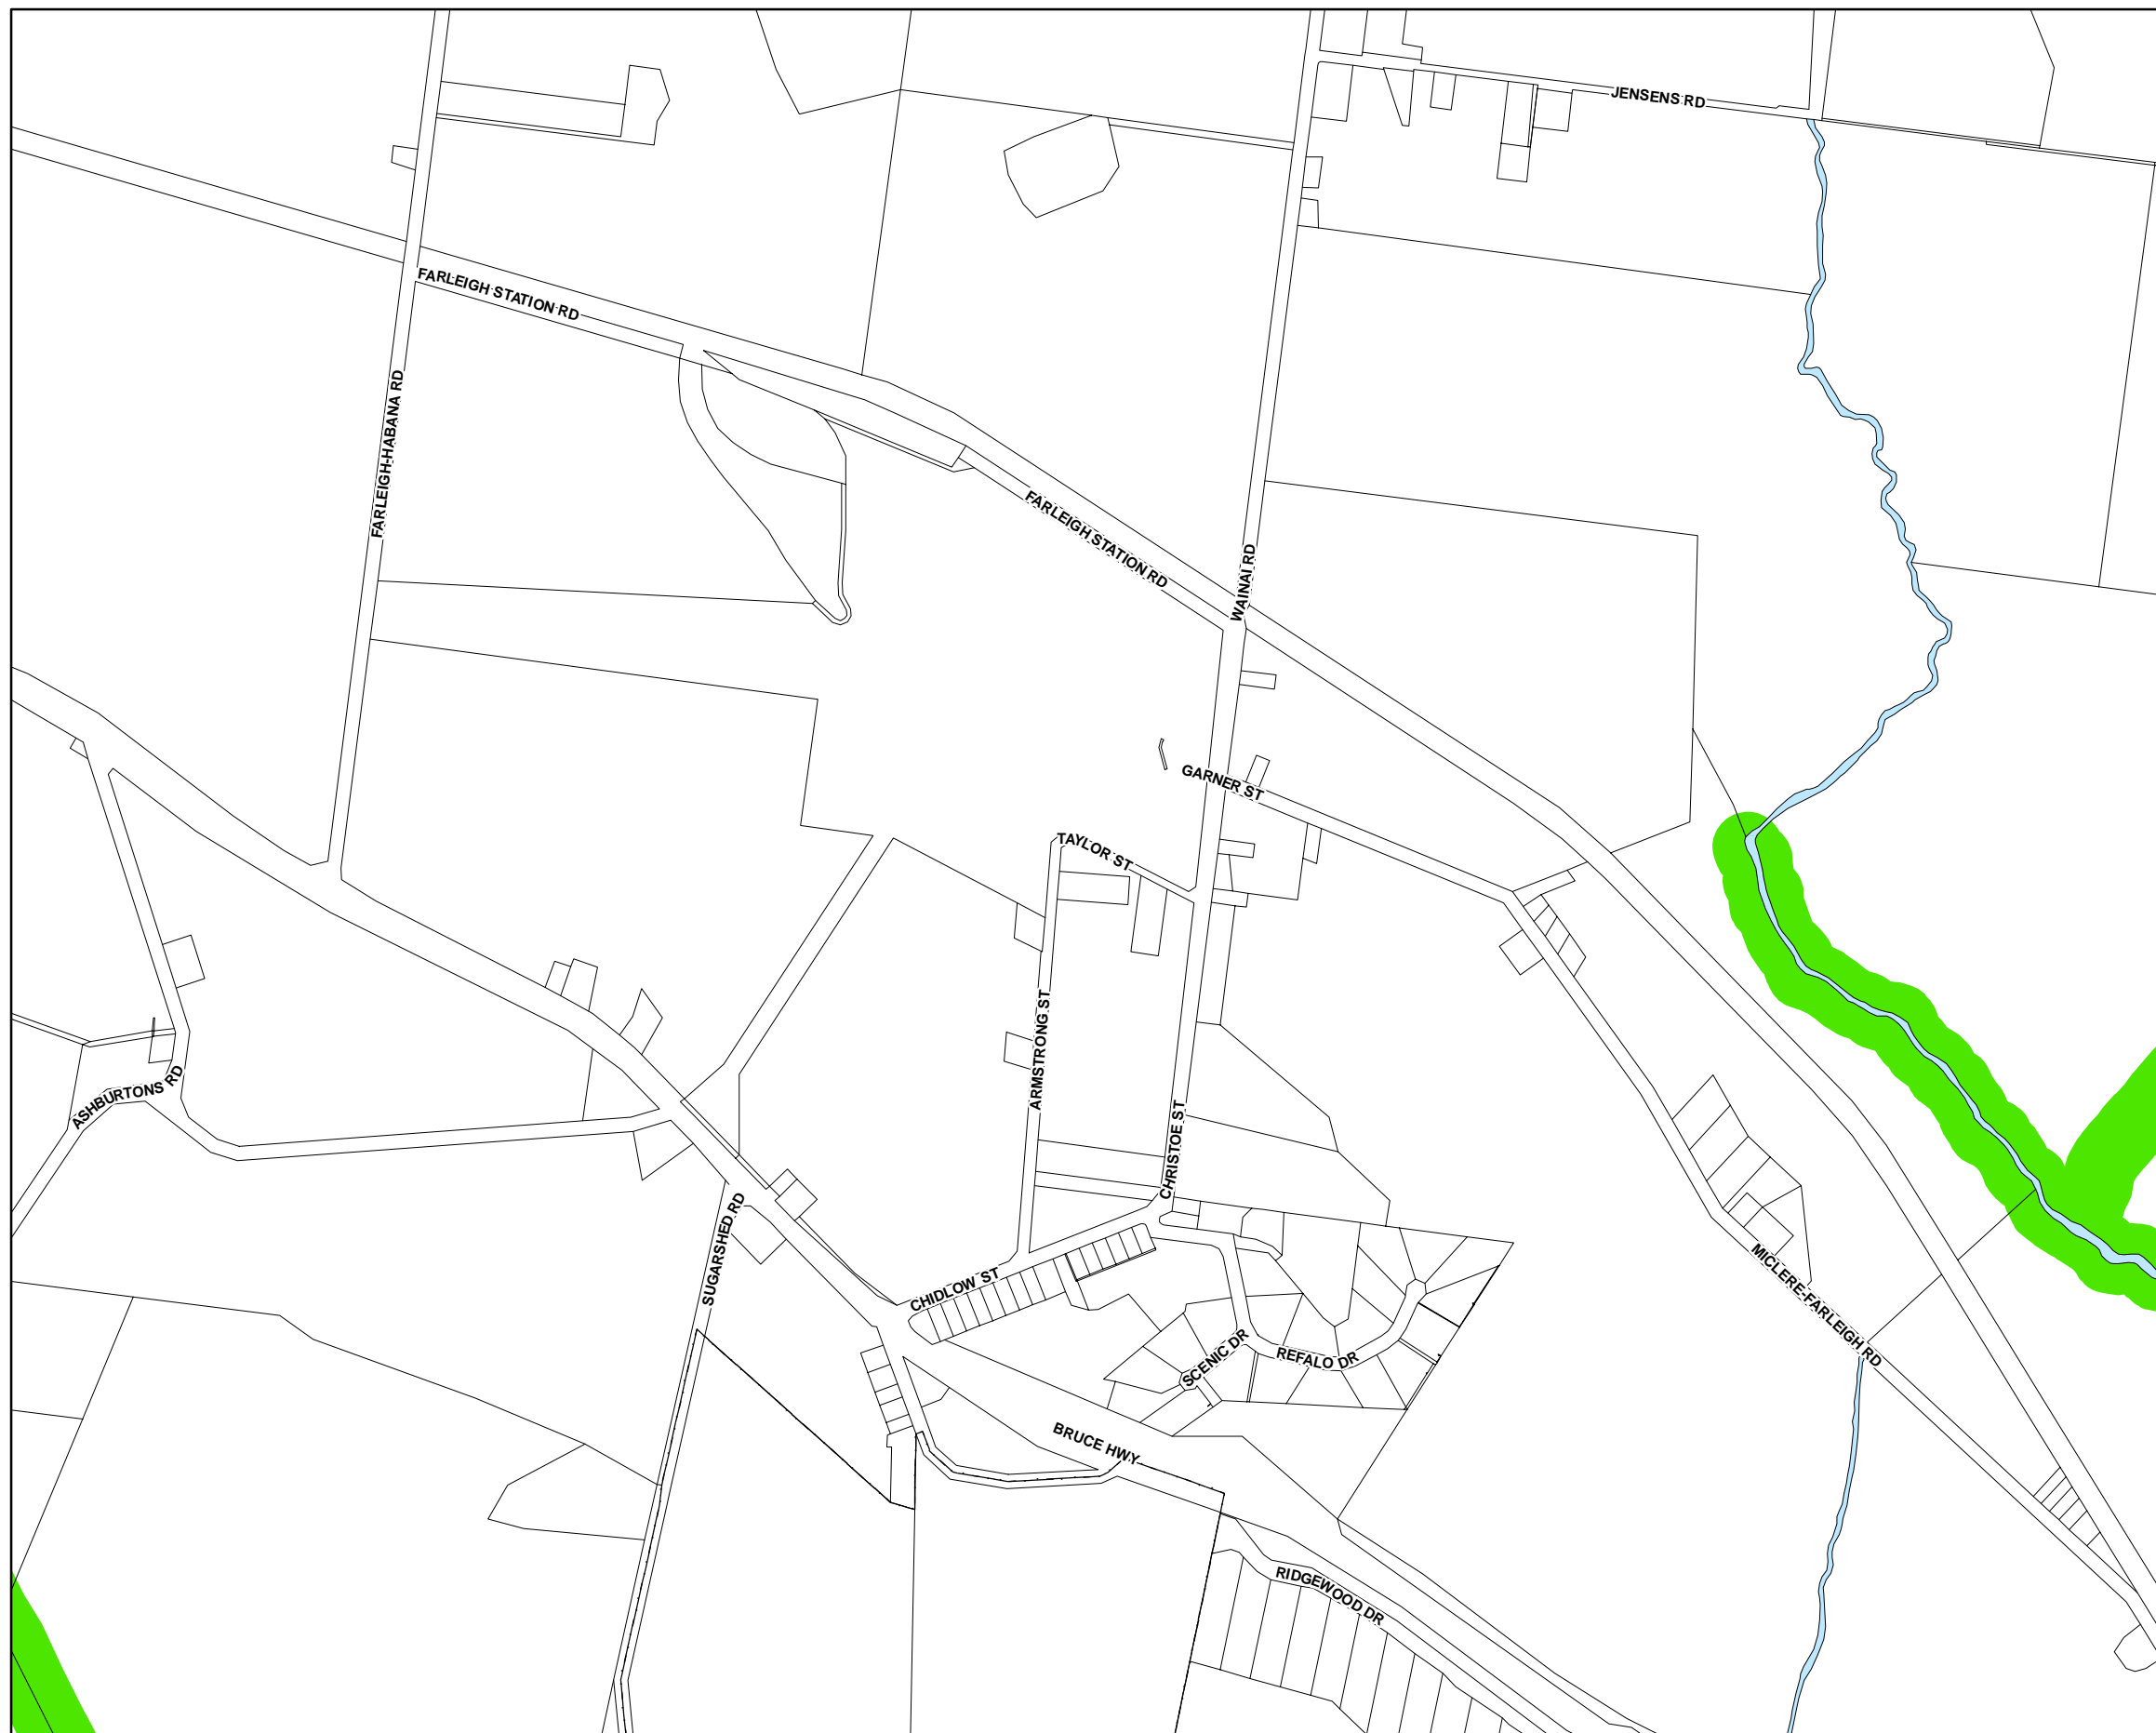 JENSENS RD
FARLEIGH STATION RD
FARLEIGH-HABANA RD
FARLEIGH STATION RD
WAINAI RD
GARNER ST
TAYLOR ST
ARMSTRONG ST
ASHBURTONS RD
CHRISTOE ST
SUGARSHED RD
CHIDLOW ST
MICLERE-FARLEIGH RD
SCENIC DR
REFALO DR
BRUCE HWY
RIDGEWOOD DR